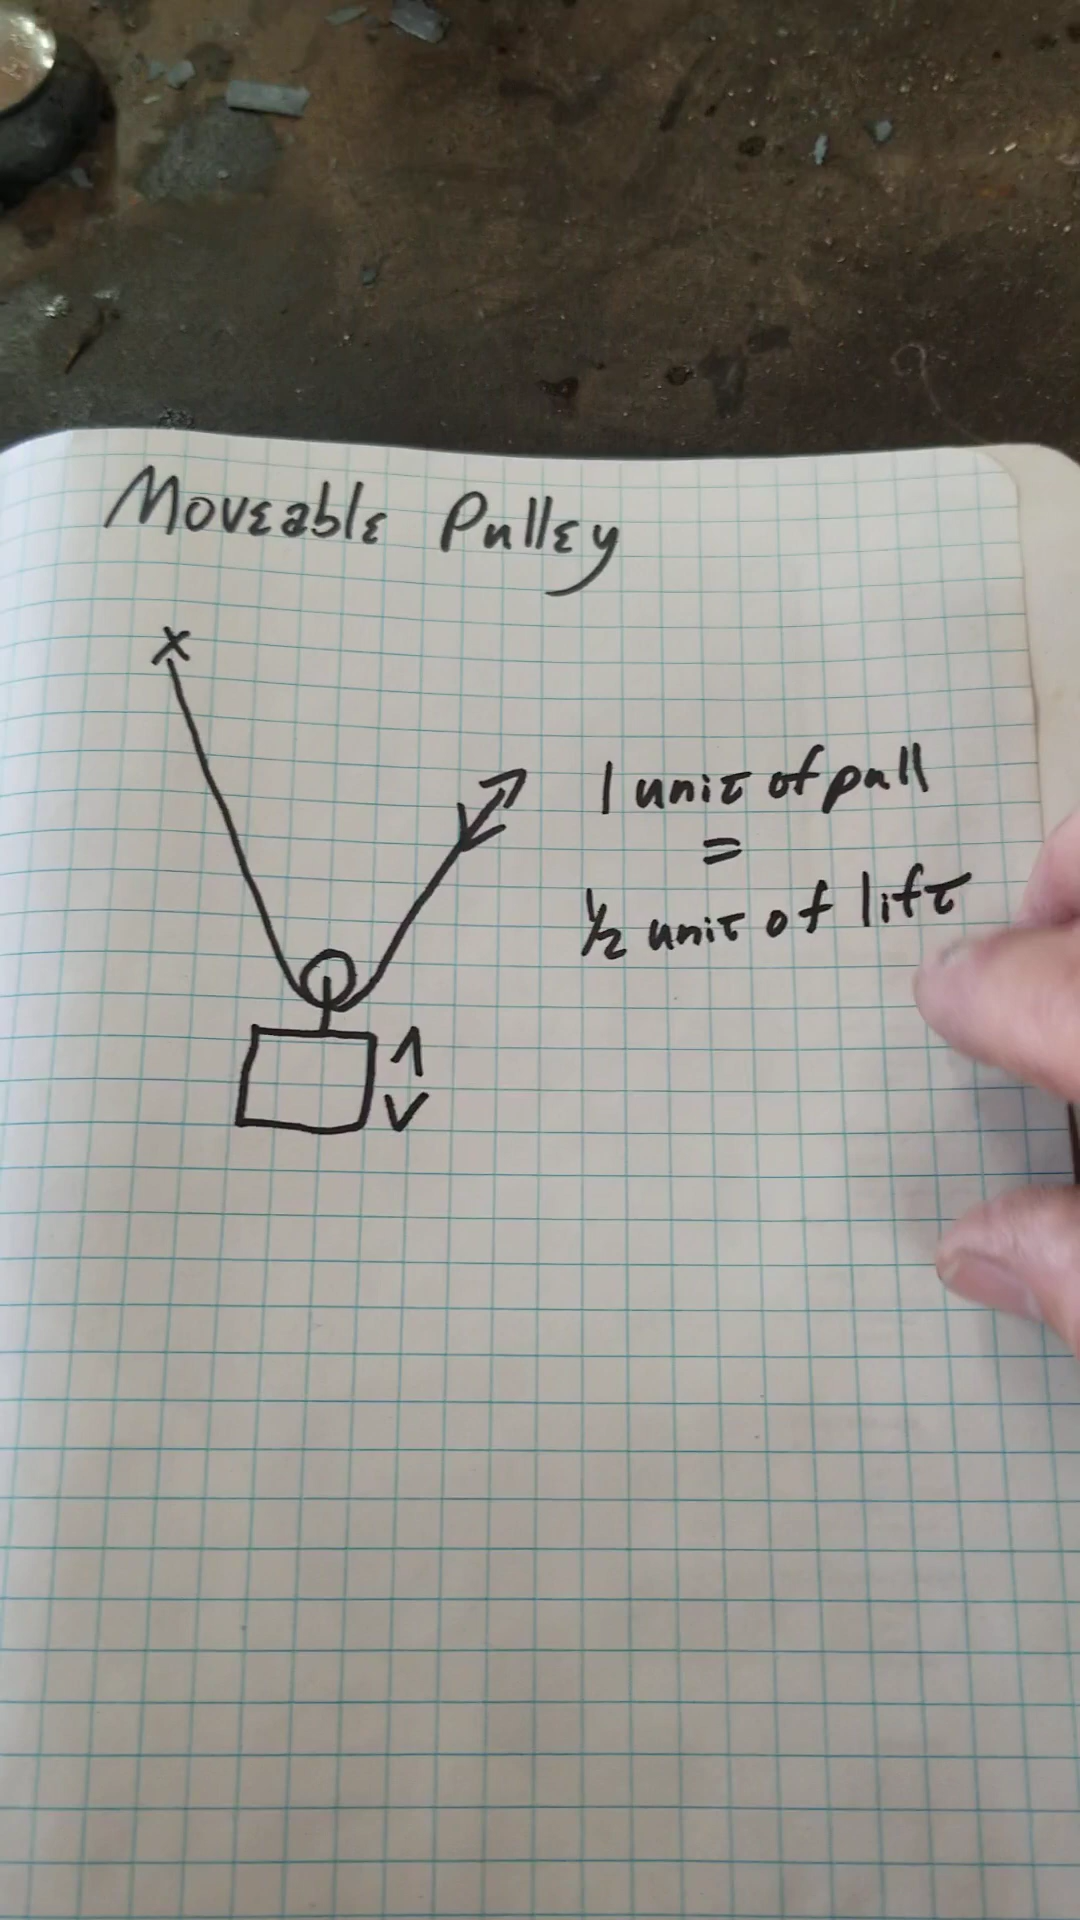 Moveable Pulley
1 unit of pull
=
½ unit of lift